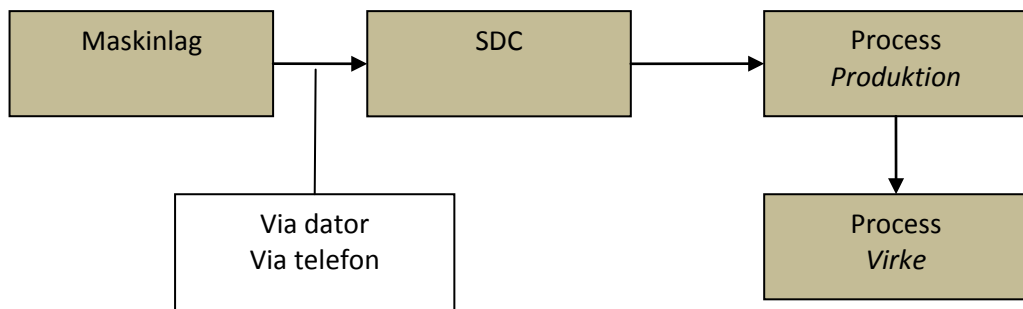 Maskinlag
SDC
Process
Produktion
Via dator
Via telefon
Process
Virke